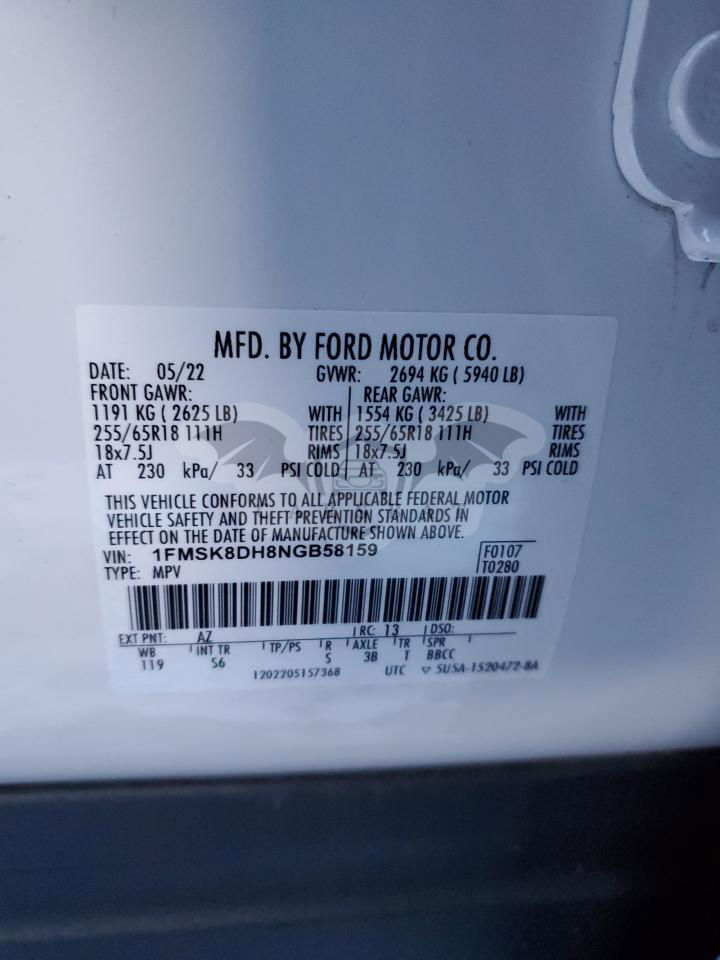 MFD. BY FORD MOTOR CO.
DATE: 05/22 GVWR: 2694 KG ( 5940 LB)
FRONT GAWR: REAR GAWR:
1191 KG ( 2625 LB) WITH 1554 KG ( 3425 LB) WITH
255/65R18 111H TIRES 255/65R18 111H TIRES
18x7.5J RIMS 18x7.5J RIMS
AT 230 kPa/ 33 PSI COLD AT 230 kPa/ 33 PSI COLD
THIS VEHICLE CONFORMS TO ALL APPLICABLE FEDERAL MOTOR
VEHICLE SAFETY AND THEFT PREVENTION STANDARDS IN
EFFECT ON THE DATE OF MANUFACTURE SHOWN ABOVE.
VIN: 1FMSK8DH8NGB58159 F0107
TYPE: MPV T0280
EXT PNT: AZ RC: 13 DSO:
WB INT TR TP/PS R AXLE TR SPR
119 S6 S 3B T BBCC
1202205157368 UTC ▽ 5USA-1520472-BA